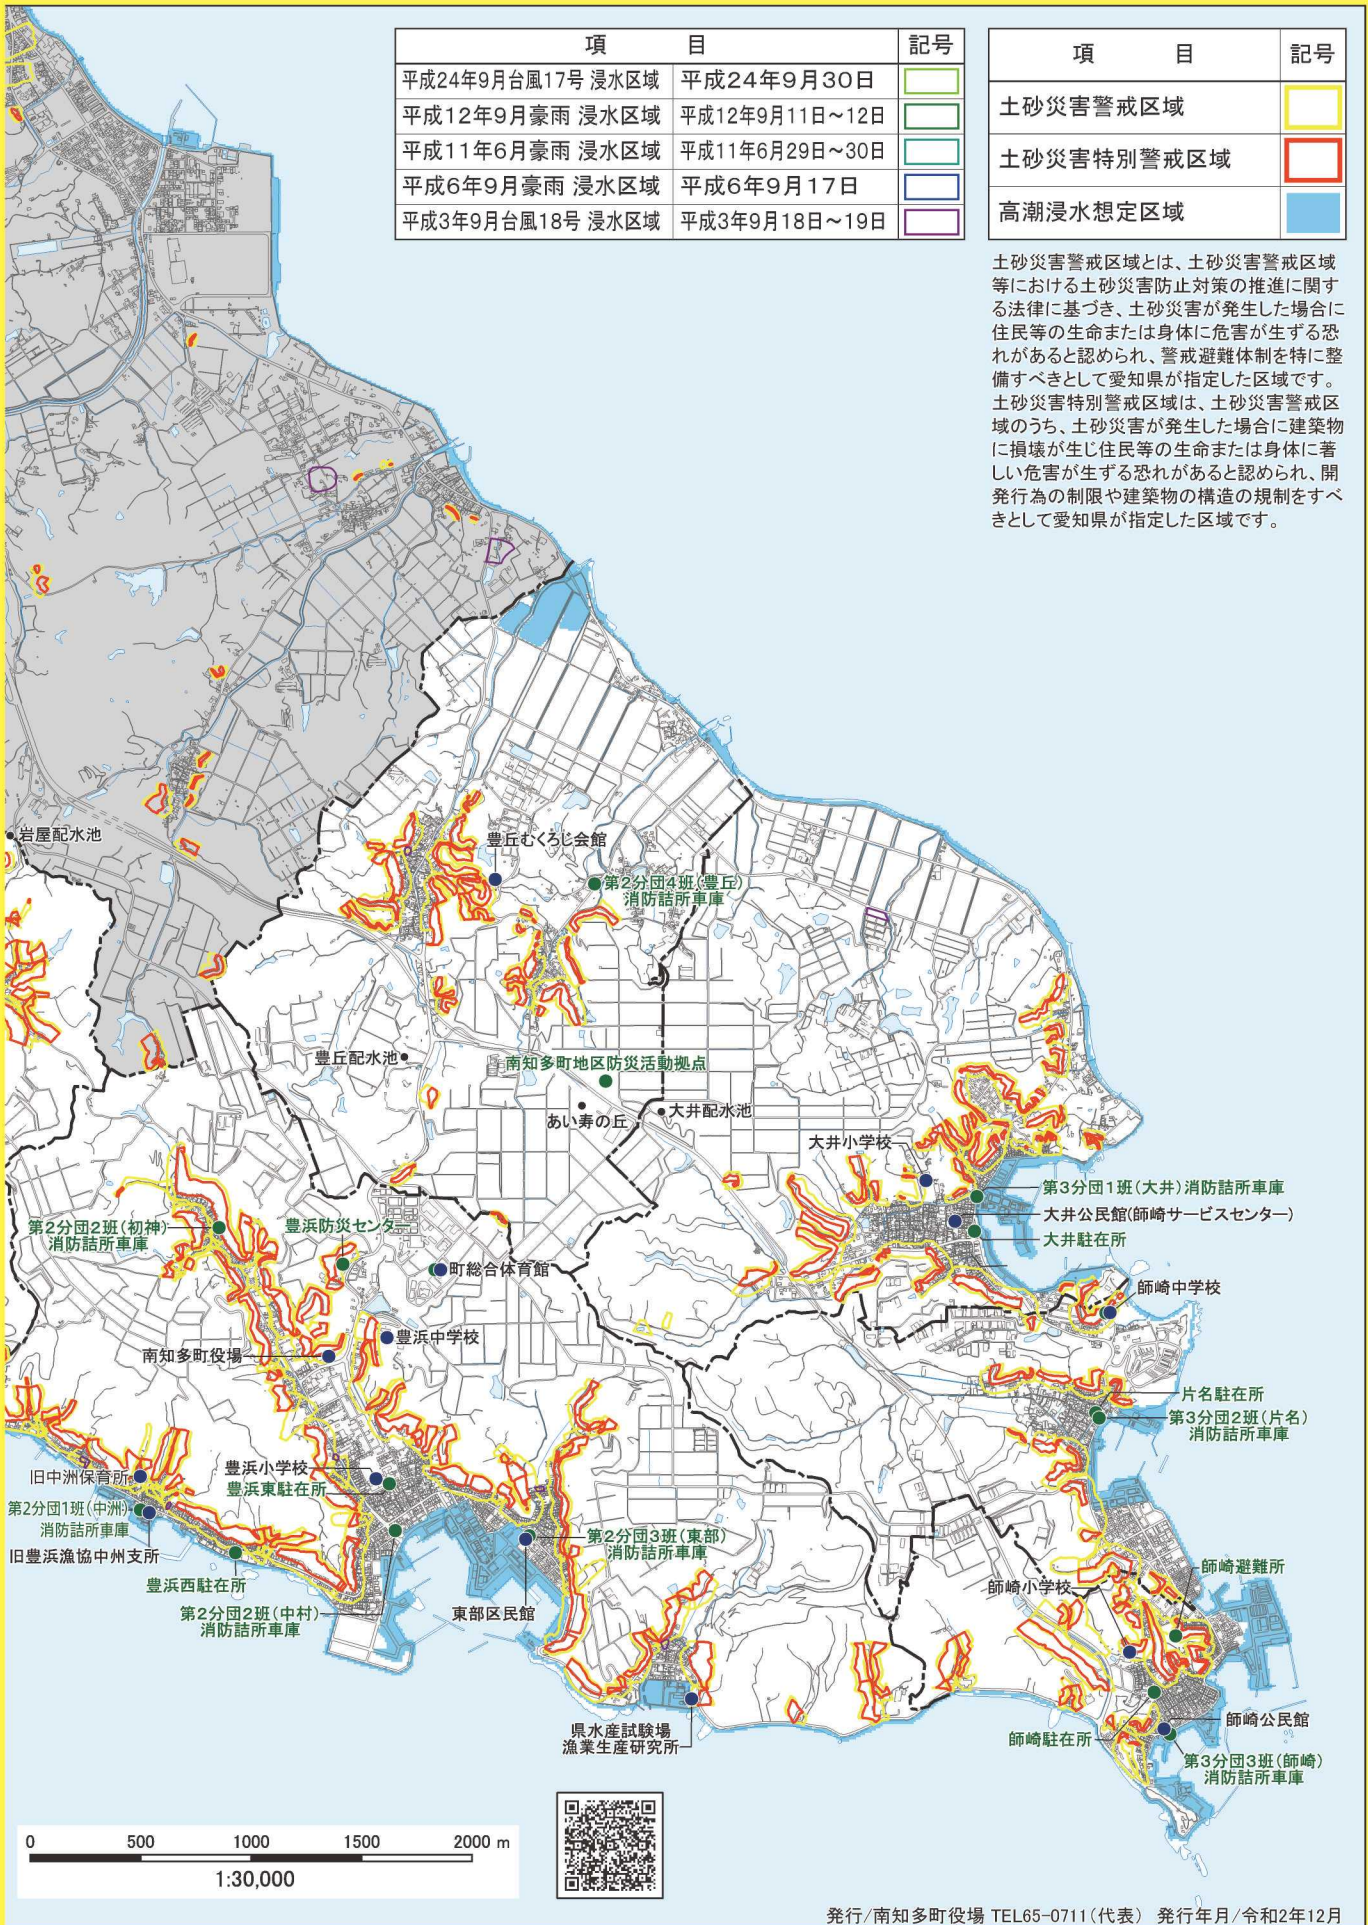 項 目 記号
平成24年9月台風17号 浸水区域 平成24年9月30日
平成12年9月豪雨 浸水区域 平成12年9月11日～12日
平成11年6月豪雨 浸水区域 平成11年6月29日～30日
平成6年9月豪雨 浸水区域 平成6年9月17日
平成3年9月台風18号 浸水区域 平成3年9月18日～19日
項 目 記号
土砂災害警戒区域
土砂災害特別警戒区域
高潮浸水想定区域
土砂災害警戒区域とは、土砂災害警戒区域
等における土砂災害防止対策の推進に関す
る法律に基づき、土砂災害が発生した場合に
住民等の生命または身体に危害が生ずる恐
れがあると認められ、警戒避難体制を特に整
備すべきとして愛知県が指定した区域です。
土砂災害特別警戒区域は、土砂災害警戒区
域のうち、土砂災害が発生した場合に建築物
に損壊が生じ住民等の生命または身体に著
しい危害が生ずる恐れがあると認められ、開
発行為の制限や建築物の構造の規制をすべ
きとして愛知県が指定した区域です。
岩屋配水池
豊丘むくろじ会館
第2分団4班(豊丘)
消防詰所車庫
豊丘配水池
南知多町地区防災活動拠点
あい寿の丘
大井配水池
大井小学校
第3分団1班(大井)消防詰所車庫
大井公民館(師崎サービスセンター)
大井駐在所
第2分団2班(初神)
消防詰所車庫
豊浜防災センター
町総合体育館
師崎中学校
豊浜中学校
南知多町役場
片名駐在所
第3分団2班(片名)
消防詰所車庫
豊浜小学校
豊浜東駐在所
旧中洲保育所
第2分団1班(中洲)
消防詰所車庫
旧豊浜漁協中州支所
豊浜西駐在所
第2分団2班(中村)
消防詰所車庫
第2分団3班(東部)
消防詰所車庫
東部区民館
師崎小学校
師崎避難所
県水産試験場
漁業生産研究所
師崎駐在所
師崎公民館
第3分団3班(師崎)
消防詰所車庫
0 500 1000 1500 2000 m
1:30,000
発行/南知多町役場 TEL65-0711(代表) 発行年月/令和2年12月